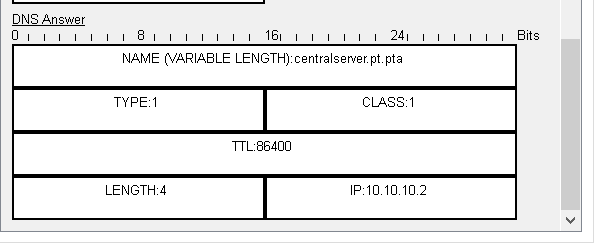 DNS Answer
0 8 16 24 Bits
NAME (VARIABLE LENGTH):centralserver.pt.pta
TYPE:1 CLASS:1
TTL:86400
LENGTH:4 IP:10.10.10.2